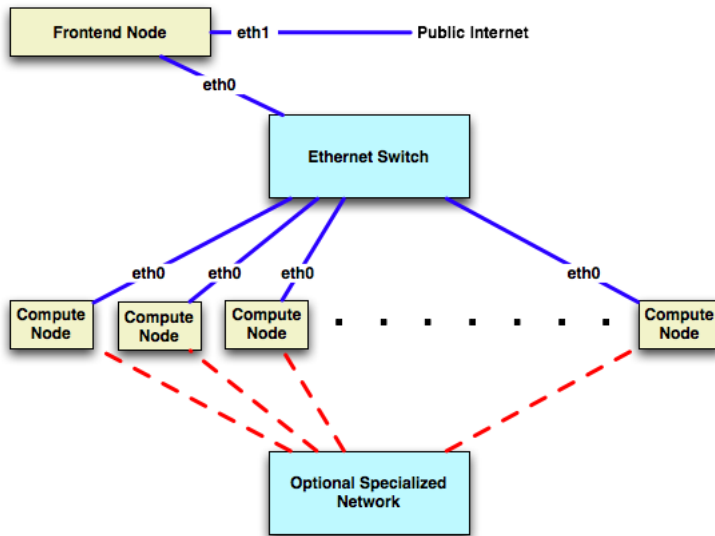 Frontend Node
eth1
Public Internet
eth0
Ethernet Switch
eth0
eth0
eth0
eth0
Compute
Node
Compute
Node
Compute
Node
Compute
Node
Optional Specialized
Network